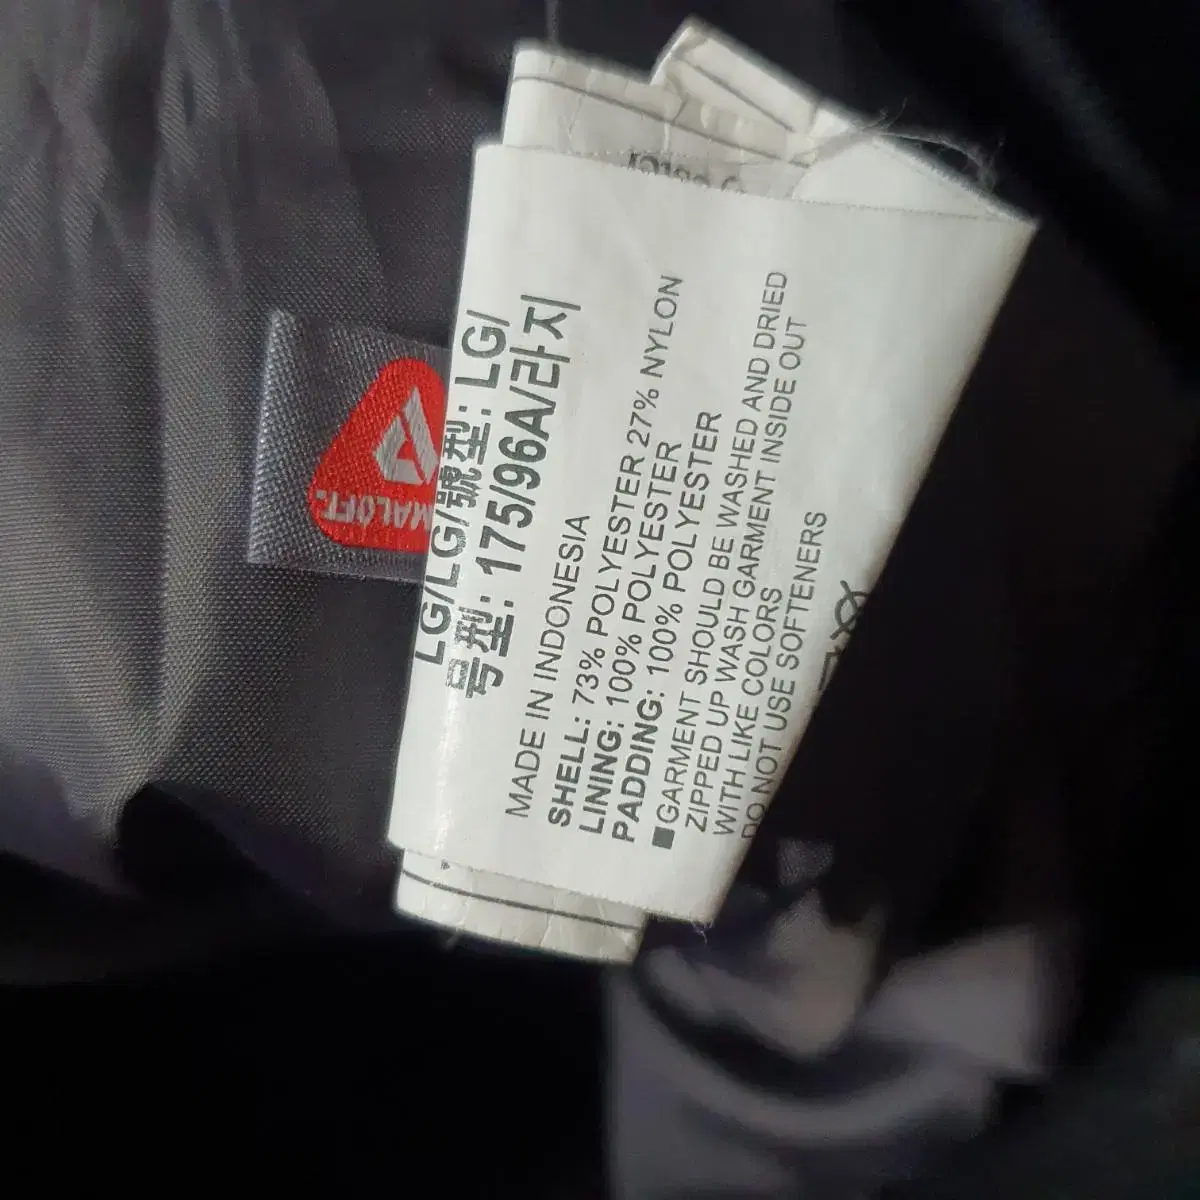 LG/LG/號型: LG/
号型: 175/96A/라지
MADE IN INDONESIA
SHELL: 73% POLYESTER 27% NYLON
LINING: 100% POLYESTER
PADDING: 100% POLYESTER
■GARMENT SHOULD BE WASHED AND DRIED
ZIPPED UP WASH GARMENT INSIDE OUT
WITH LIKE COLORS
DO NOT USE SOFTENERS
MALOFT